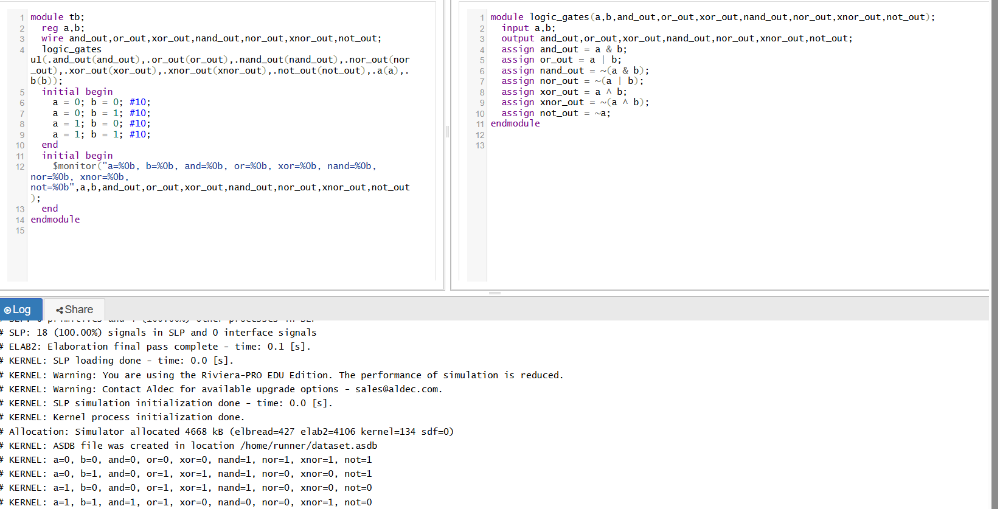 1 module tb;
2 reg a,b;
3 wire and_out,or_out,xor_out,nand_out,nor_out,xnor_out,not_out;
4 logic_gates
u1(.and_out(and_out),.or_out(or_out),.nand_out(nand_out),.nor_out(nor
_out),.xor_out(xor_out),.xnor_out(xnor_out),.not_out(not_out),.a(a),.
b(b));
5 initial begin
6 a = 0; b = 0; #10;
7 a = 0; b = 1; #10;
8 a = 1; b = 0; #10;
9 a = 1; b = 1; #10;
10 end
11 initial begin
12 $monitor("a=%0b, b=%0b, and=%0b, or=%0b, xor=%0b, nand=%0b,
nor=%0b, xnor=%0b,
not=%0b",a,b,and_out,or_out,xor_out,nand_out,nor_out,xnor_out,not_out
);
13 end
14 endmodule
15
1 module logic_gates(a,b,and_out,or_out,xor_out,nand_out,nor_out,xnor_out,not_out);
2 input a,b;
3 output and_out,or_out,xor_out,nand_out,nor_out,xnor_out,not_out;
4 assign and_out = a & b;
5 assign or_out = a | b;
6 assign nand_out = ~(a & b);
7 assign nor_out = ~(a | b);
8 assign xor_out = a ^ b;
9 assign xnor_out = ~(a ^ b);
10 assign not_out = ~a;
11 endmodule
12
13
Log
Share
# SLP: 18 (100.00%) signals in SLP and 0 interface signals
# ELAB2: Elaboration final pass complete - time: 0.1 [s].
# KERNEL: SLP loading done - time: 0.0 [s].
# KERNEL: Warning: You are using the Riviera-PRO EDU Edition. The performance of simulation is reduced.
# KERNEL: Warning: Contact Aldec for available upgrade options - sales@aldec.com.
# KERNEL: SLP simulation initialization done - time: 0.0 [s].
# KERNEL: Kernel process initialization done.
# Allocation: Simulator allocated 4668 kB (elbread=427 elab2=4106 kernel=134 sdf=0)
# KERNEL: ASDB file was created in location /home/runner/dataset.asdb
# KERNEL: a=0, b=0, and=0, or=0, xor=0, nand=1, nor=1, xnor=1, not=1
# KERNEL: a=0, b=1, and=0, or=1, xor=1, nand=1, nor=0, xnor=0, not=1
# KERNEL: a=1, b=0, and=0, or=1, xor=1, nand=1, nor=0, xnor=0, not=0
# KERNEL: a=1, b=1, and=1, or=1, xor=0, nand=0, nor=0, xnor=1, not=0